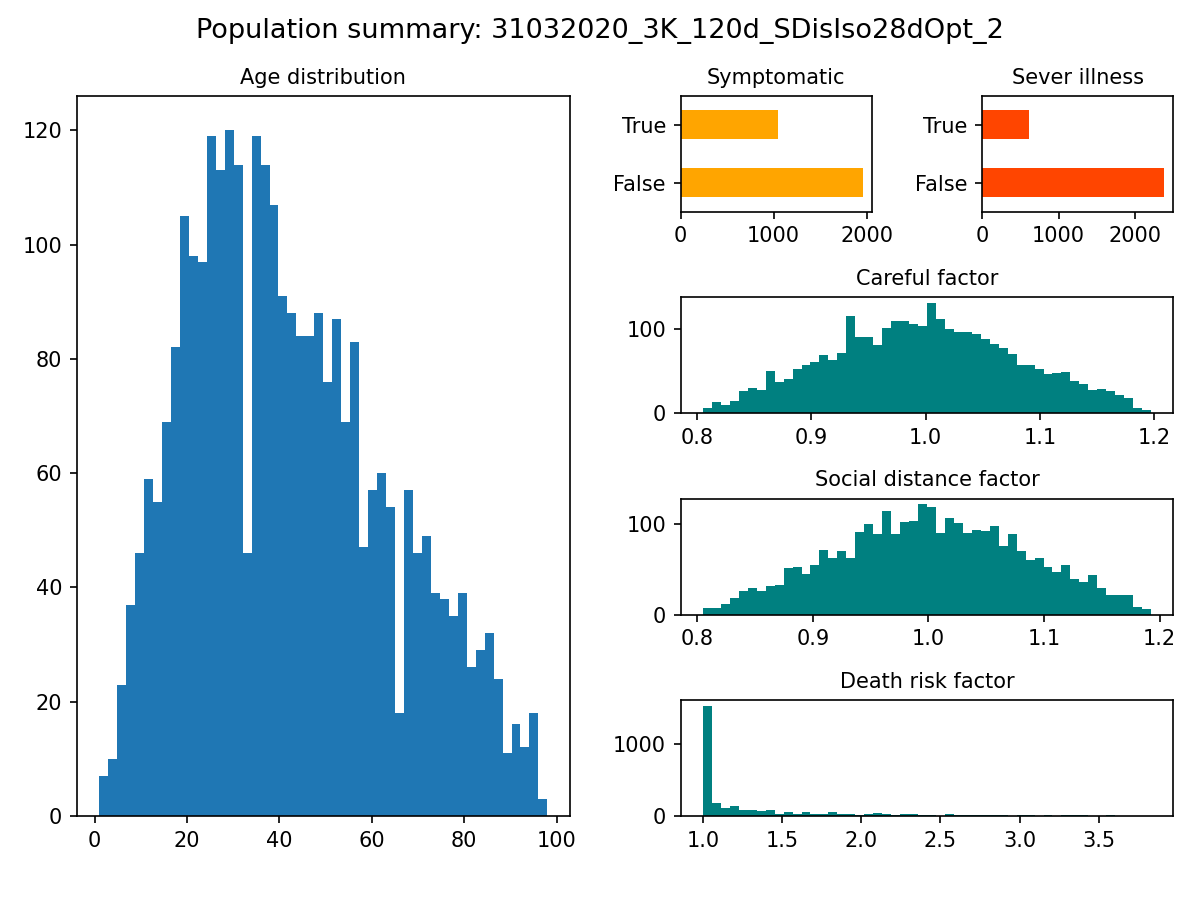 Population summary: 31032020_3K_120d_SDisIso28dOpt_2
Age distribution
120
100
80
60
40
20
0
0 20 40 60 80 100
Symptomatic
True
False
0 1000 2000
Sever illness
True
False
0 1000 2000
Careful factor
100
0
0.8 0.9 1.0 1.1 1.2
Social distance factor
100
0
0.8 0.9 1.0 1.1 1.2
Death risk factor
1000
0
1.0 1.5 2.0 2.5 3.0 3.5